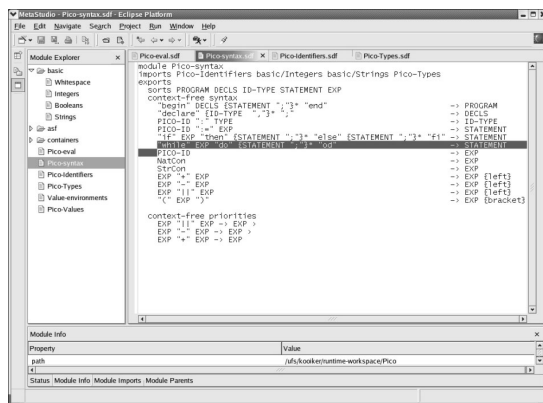 MetaStudio - Pico-syntax.sdf - Eclipse Platform
File Edit Navigate Search Project Run Window Help
Module Explorer
Pico-eval.sdf Pico-syntax.sdf Pico-Identifiers.sdf Pico-Types.sdf
basic
Whitespace
Integers
Booleans
Strings
asf
containers
Pico-eval
Pico-syntax
Pico-Identifiers
Pico-Types
Value-environments
Pico-Values
module Pico-syntax
imports Pico-Identifiers basic/Integers basic/Strings Pico-Types
exports
sorts PROGRAM DECLS ID-TYPE STATEMENT EXP
context-free syntax
"begin" DECLS {STATEMENT ";"}* "end" -> PROGRAM
"declare" {ID-TYPE ","}* ";" -> DECLS
PICO-ID ":" TYPE -> ID-TYPE
PICO-ID ":=" EXP -> STATEMENT
"if" EXP "then" {STATEMENT ";"}* "else" {STATEMENT ";"}* "fi" -> STATEMENT
"while" EXP "do" {STATEMENT ";"}* "od" -> STATEMENT
PICO-ID -> EXP
NatCon -> EXP
StrCon -> EXP
EXP "+" EXP -> EXP {left}
EXP "-" EXP -> EXP {left}
EXP "||" EXP -> EXP {left}
"(" EXP ")" -> EXP {bracket}
context-free priorities
EXP "||" EXP -> EXP >
EXP "-" EXP -> EXP >
EXP "+" EXP -> EXP
Module Info
Property Value
path /ufs/kooiker/runtime-workspace/Pico
Status Module Info Module Imports Module Parents